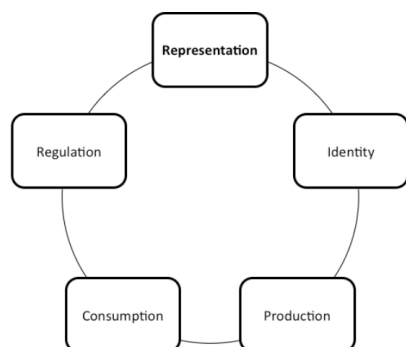 Representation
Regulation
Identity
Consumption
Production